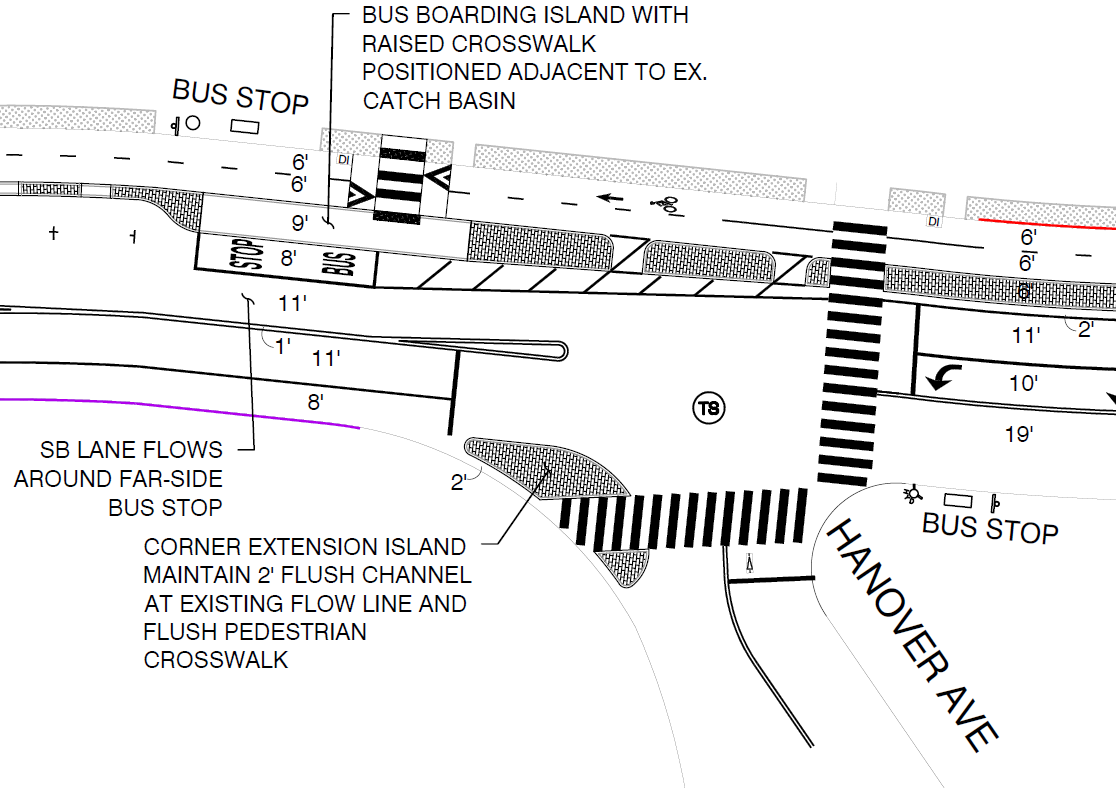 BUS BOARDING ISLAND WITH
RAISED CROSSWALK
POSITIONED ADJACENT TO EX.
CATCH BASIN
BUS STOP
DI
6'
6'
9'
STOP
8'
BUS
11'
1'
11'
8'
DI
6'
6'
6'
2'
11'
10'
19'
TS
SB LANE FLOWS
AROUND FAR-SIDE
BUS STOP
2'
CORNER EXTENSION ISLAND
MAINTAIN 2' FLUSH CHANNEL
AT EXISTING FLOW LINE AND
FLUSH PEDESTRIAN
CROSSWALK
BUS STOP
HANOVER AVE